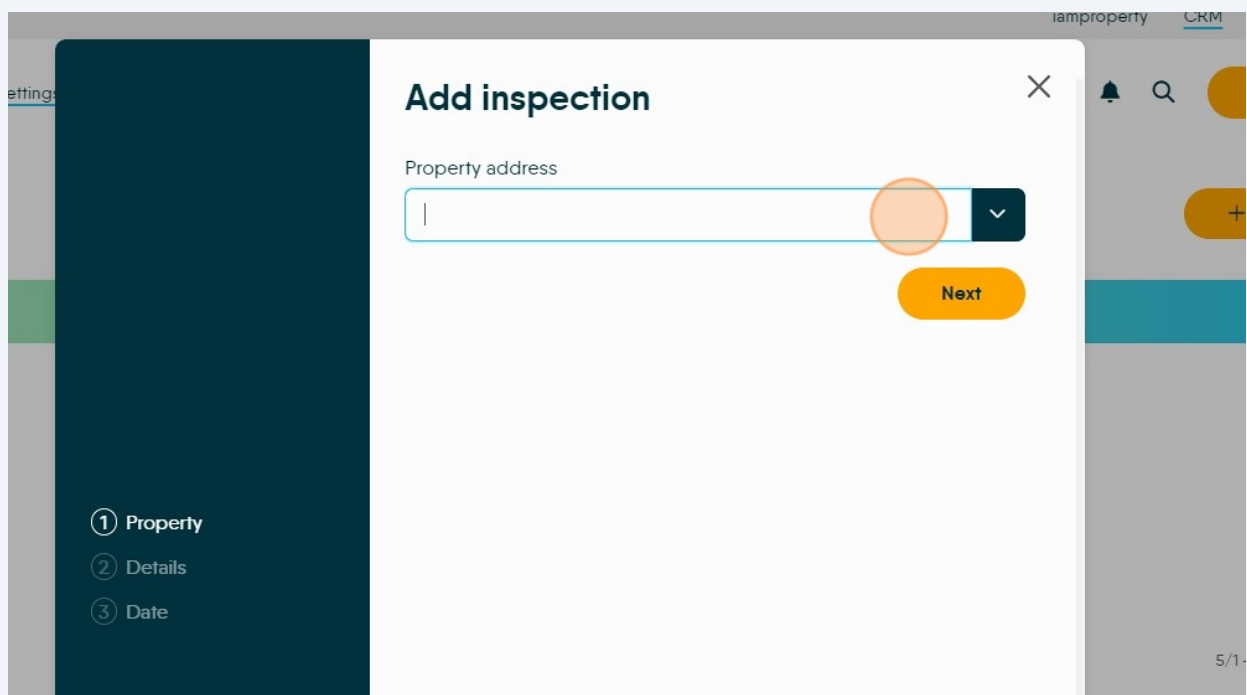 iamproperty CRM
ettings
Add inspection
Property address
Next
1 Property
2 Details
3 Date
5/1